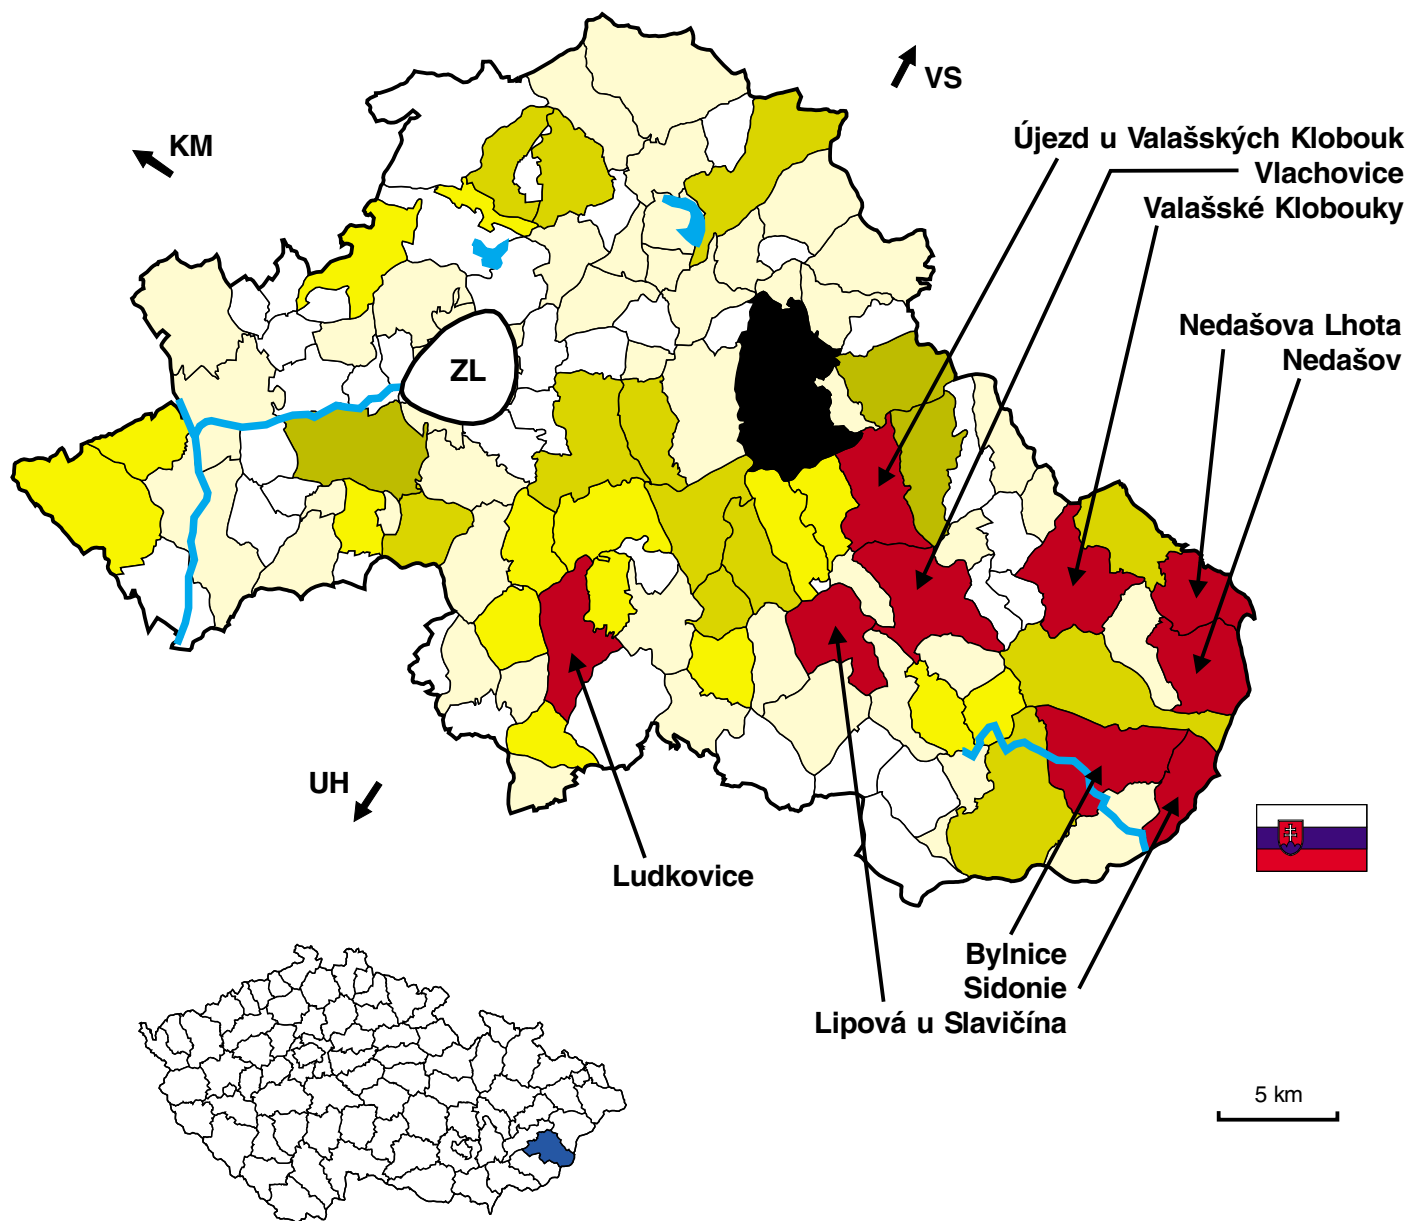 VS
KM
Újezd u Valašských Klobouk
Vlachovice
Valašské Klobouky
Nedašova Lhota
Nedašov
ZL
UH
Ludkovice
Bylnice
Sidonie
Lipová u Slavičína
5 km